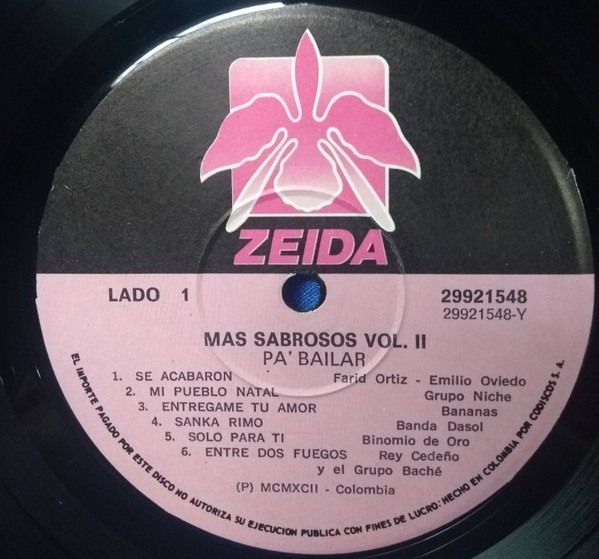 ZEIDA
LADO 1
29921548
29921548-Y
MAS SABROSOS VOL. II
PA' BAILAR
1. SE ACABARON Farid Ortiz - Emilio Oviedo
2. MI PUEBLO NATAL Grupo Niche
3. ENTREGAME TU AMOR Bananas
4. SANKA RIMO Banda Dasol
5. SOLO PARA TI Binomio de Oro
6. ENTRE DOS FUEGOS Rey Cedeño
y el Grupo Baché
(P) MCMXCII - Colombia
EL IMPORTE PAGADO POR ESTE DISCO NO AUTORIZA SU EJECUCION PUBLICA CON FINES DE LUCRO: HECHO EN COLOMBIA POR CODISCOS S. A.